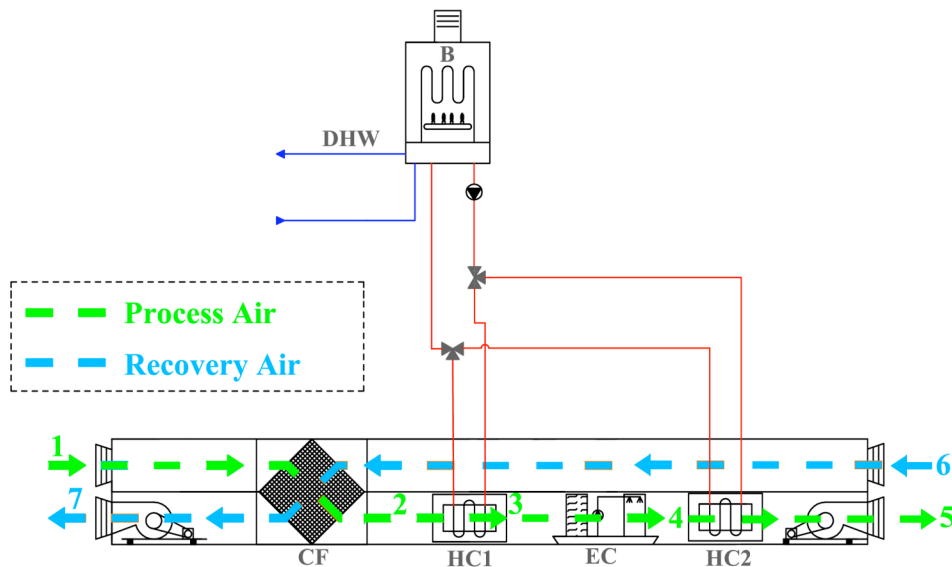 B
DHW
Process Air
Recovery Air
1
6
7
2
3
4
5
CF
HC1
EC
HC2